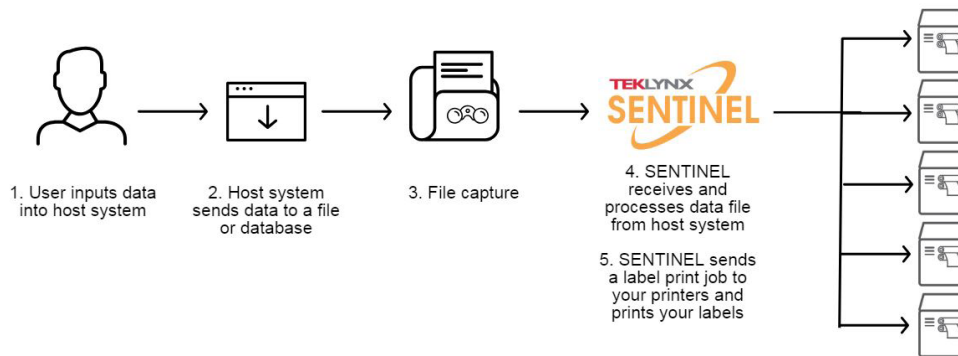 1. User inputs data
into host system
2. Host system
sends data to a file
or database
3. File capture
TEKLYNX
SENTINEL
4. SENTINEL
receives and
processes data file
from host system
5. SENTINEL sends
a label print job to
your printers and
prints your labels